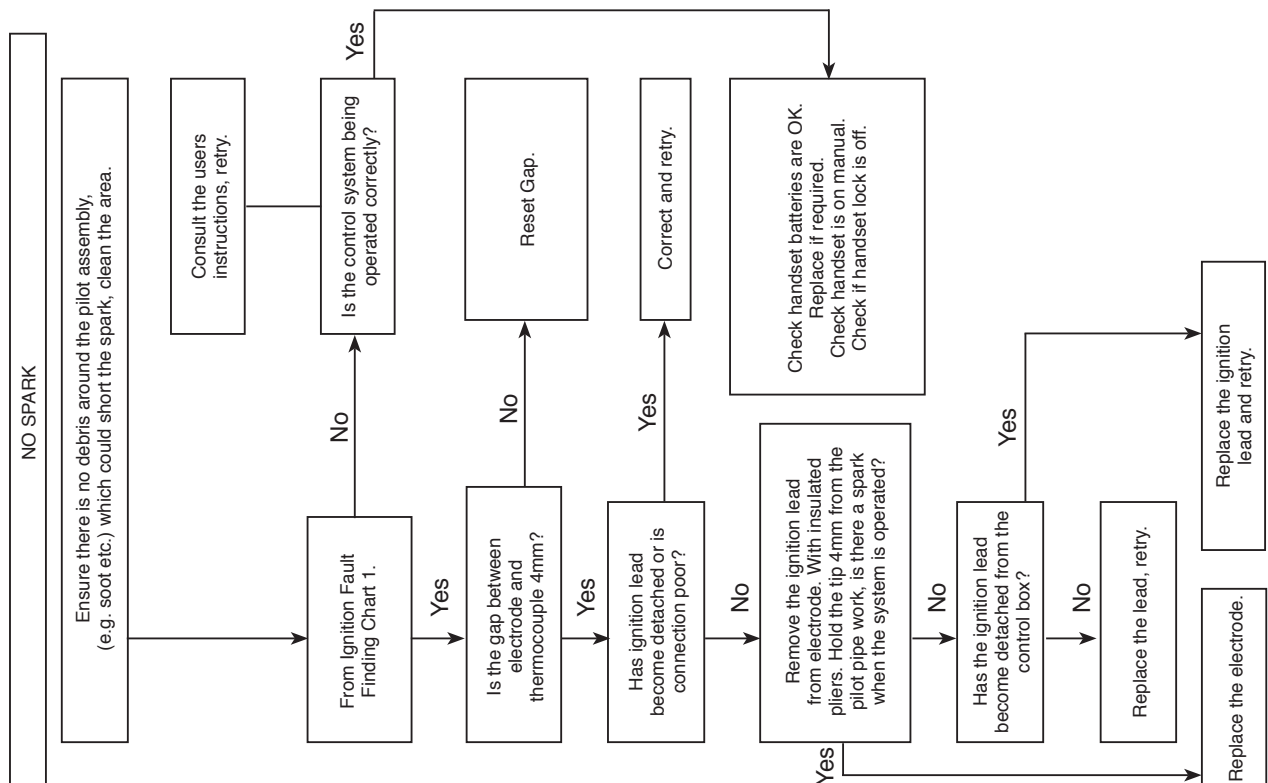 NO SPARK
Ensure there is no debris around the pilot assembly,
(e.g. soot etc.) which could short the spark, clean the area.
Consult the users
instructions, retry.
Is the control system being
operated correctly?
Yes
No
From Ignition Fault
Finding Chart 1.
Yes
Is the gap between
electrode and
thermocouple 4mm?
No
Reset Gap.
Yes
Has ignition lead
become detached or is
connection poor?
Yes
Correct and retry.
No
Check handset batteries are OK.
Replace if required.
Check handset is on manual.
Check if handset lock is off.
Remove the ignition lead
from electrode. With insulated
pliers. Hold the tip 4mm from the
pilot pipe work, is there a spark
when the system is operated?
Yes
No
Has the ignition lead
become detached from the
control box?
Yes
No
Replace the lead, retry.
Replace the ignition
lead and retry.
Replace the electrode.